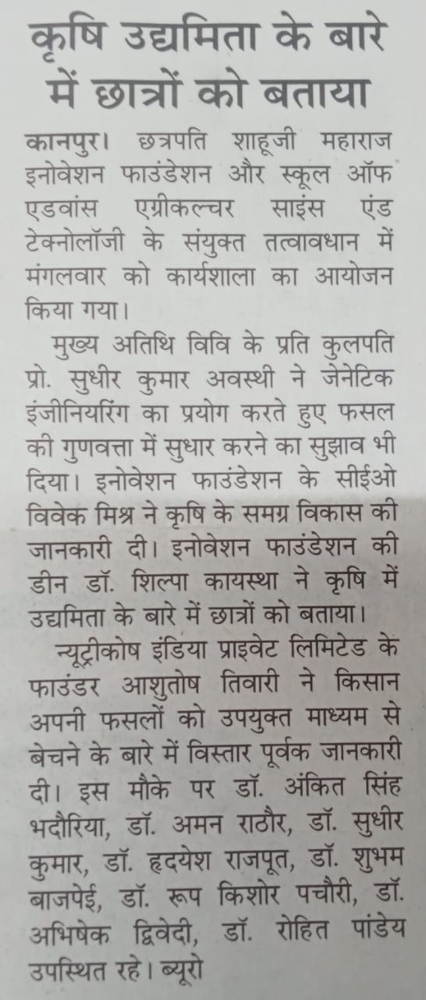 कृषि उद्यमिता के बारे
में छात्रों को बताया
कानपुर। छत्रपति शाहूजी महाराज
इनोवेशन फाउंडेशन और स्कूल ऑफ
एडवांस एग्रीकल्चर साइंस एंड
टेक्नोलॉजी के संयुक्त तत्वावधान में
मंगलवार को कार्यशाला का आयोजन
किया गया।
मुख्य अतिथि विवि के प्रति कुलपति
प्रो. सुधीर कुमार अवस्थी ने जेनेटिक
इंजीनियरिंग का प्रयोग करते हुए फसल
की गुणवत्ता में सुधार करने का सुझाव भी
दिया। इनोवेशन फाउंडेशन के सीईओ
विवेक मिश्र ने कृषि के समग्र विकास की
जानकारी दी। इनोवेशन फाउंडेशन की
डीन डॉ. शिल्पा कायस्था ने कृषि में
उद्यमिता के बारे में छात्रों को बताया।
न्यूट्रीकोष इंडिया प्राइवेट लिमिटेड के
फाउंडर आशुतोष तिवारी ने किसान
अपनी फसलों को उपयुक्त माध्यम से
बेचने के बारे में विस्तार पूर्वक जानकारी
दी। इस मौके पर डॉ. अंकित सिंह
भदौरिया, डॉ. अमन राठौर, डॉ. सुधीर
कुमार, डॉ. हृदयेश राजपूत, डॉ. शुभम
बाजपेई, डॉ. रूप किशोर पचौरी, डॉ.
अभिषेक द्विवेदी, डॉ. रोहित पांडेय
उपस्थित रहे। ब्यूरो